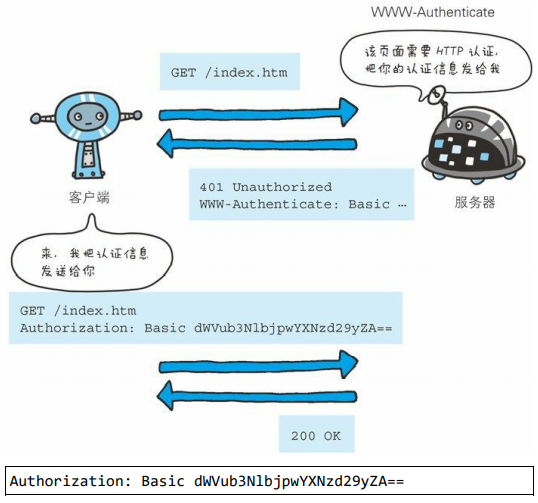 WWW-Authenticate
该页面需要 HTTP 认证,
把你的认证信息发给我
GET /index.htm
401 Unauthorized
WWW-Authenticate: Basic …
客户端
服务器
来，我把认证信息
发送给你
GET /index.htm
Authorization: Basic dWVub3NlbjpwYXNzd29yZA==
200 OK
Authorization: Basic dWVub3NlbjpwYXNzd29yZA==